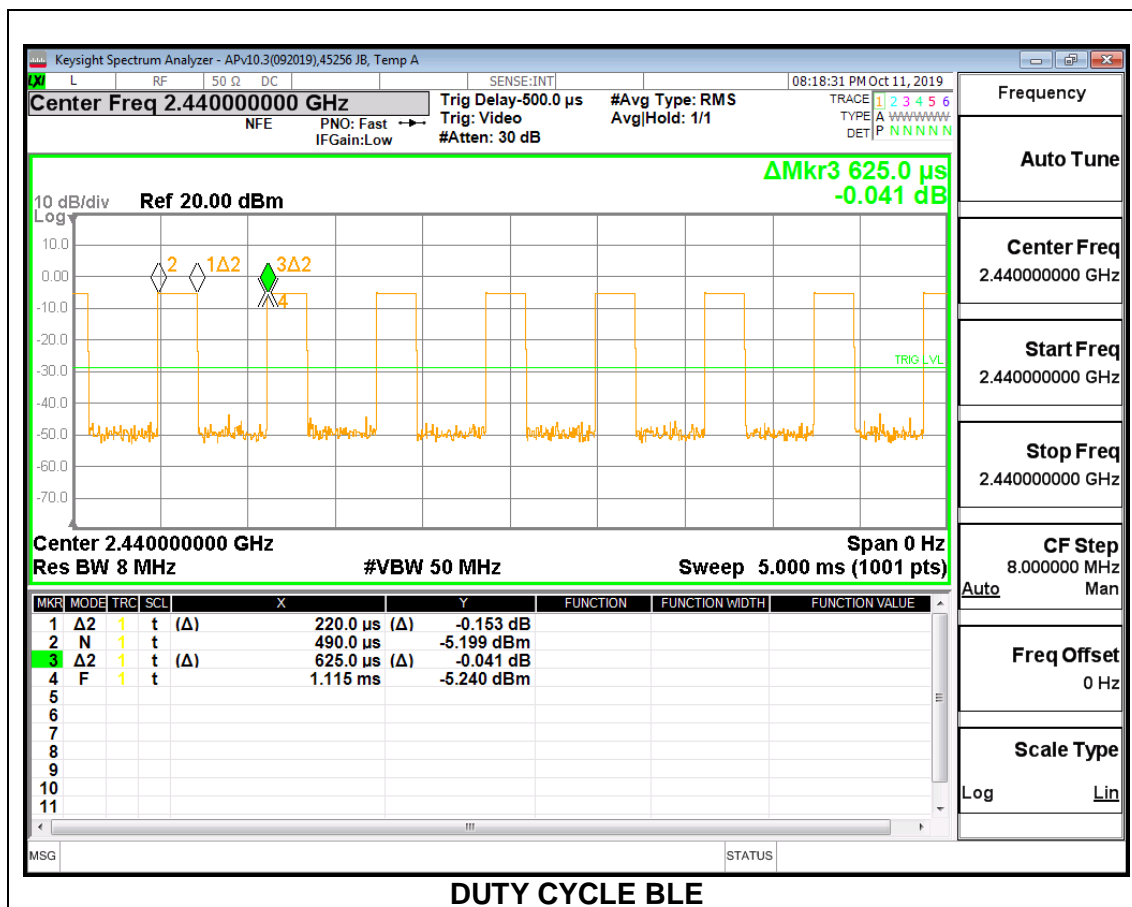 Keysight Spectrum Analyzer - APv10.3(092019),45256 JB, Temp A
LXI L RF 50 Ω DC SENSE:INT 08:18:31 PM Oct 11, 2019
Center Freq 2.440000000 GHz
NFE
PNO: Fast
IFGain:Low
Trig Delay-500.0 µs
Trig: Video
#Atten: 30 dB
#Avg Type: RMS
Avg|Hold: 1/1
TRACE 1 2 3 4 5 6
TYPE A WWWWW
DET P N N N N N
ΔMkr3 625.0 µs
-0.041 dB
10 dB/div Ref 20.00 dBm
Log
10.0
0.00
-10.0
-20.0
-30.0
-40.0
-50.0
-60.0
-70.0
2 1Δ2 3Δ2
4
TRIG LVL
Center 2.440000000 GHz Span 0 Hz
Res BW 8 MHz #VBW 50 MHz Sweep 5.000 ms (1001 pts)
MKR MODE TRC SCL X Y FUNCTION FUNCTION WIDTH FUNCTION VALUE
1 Δ2 1 t (Δ) 220.0 µs (Δ) -0.153 dB
2 N 1 t 490.0 µs -5.199 dBm
3 Δ2 1 t (Δ) 625.0 µs (Δ) -0.041 dB
4 F 1 t 1.115 ms -5.240 dBm
5
6
7
8
9
10
11
MSG STATUS
Frequency
Auto Tune
Center Freq
2.440000000 GHz
Start Freq
2.440000000 GHz
Stop Freq
2.440000000 GHz
CF Step
8.000000 MHz
Auto Man
Freq Offset
0 Hz
Scale Type
Log Lin
DUTY CYCLE BLE